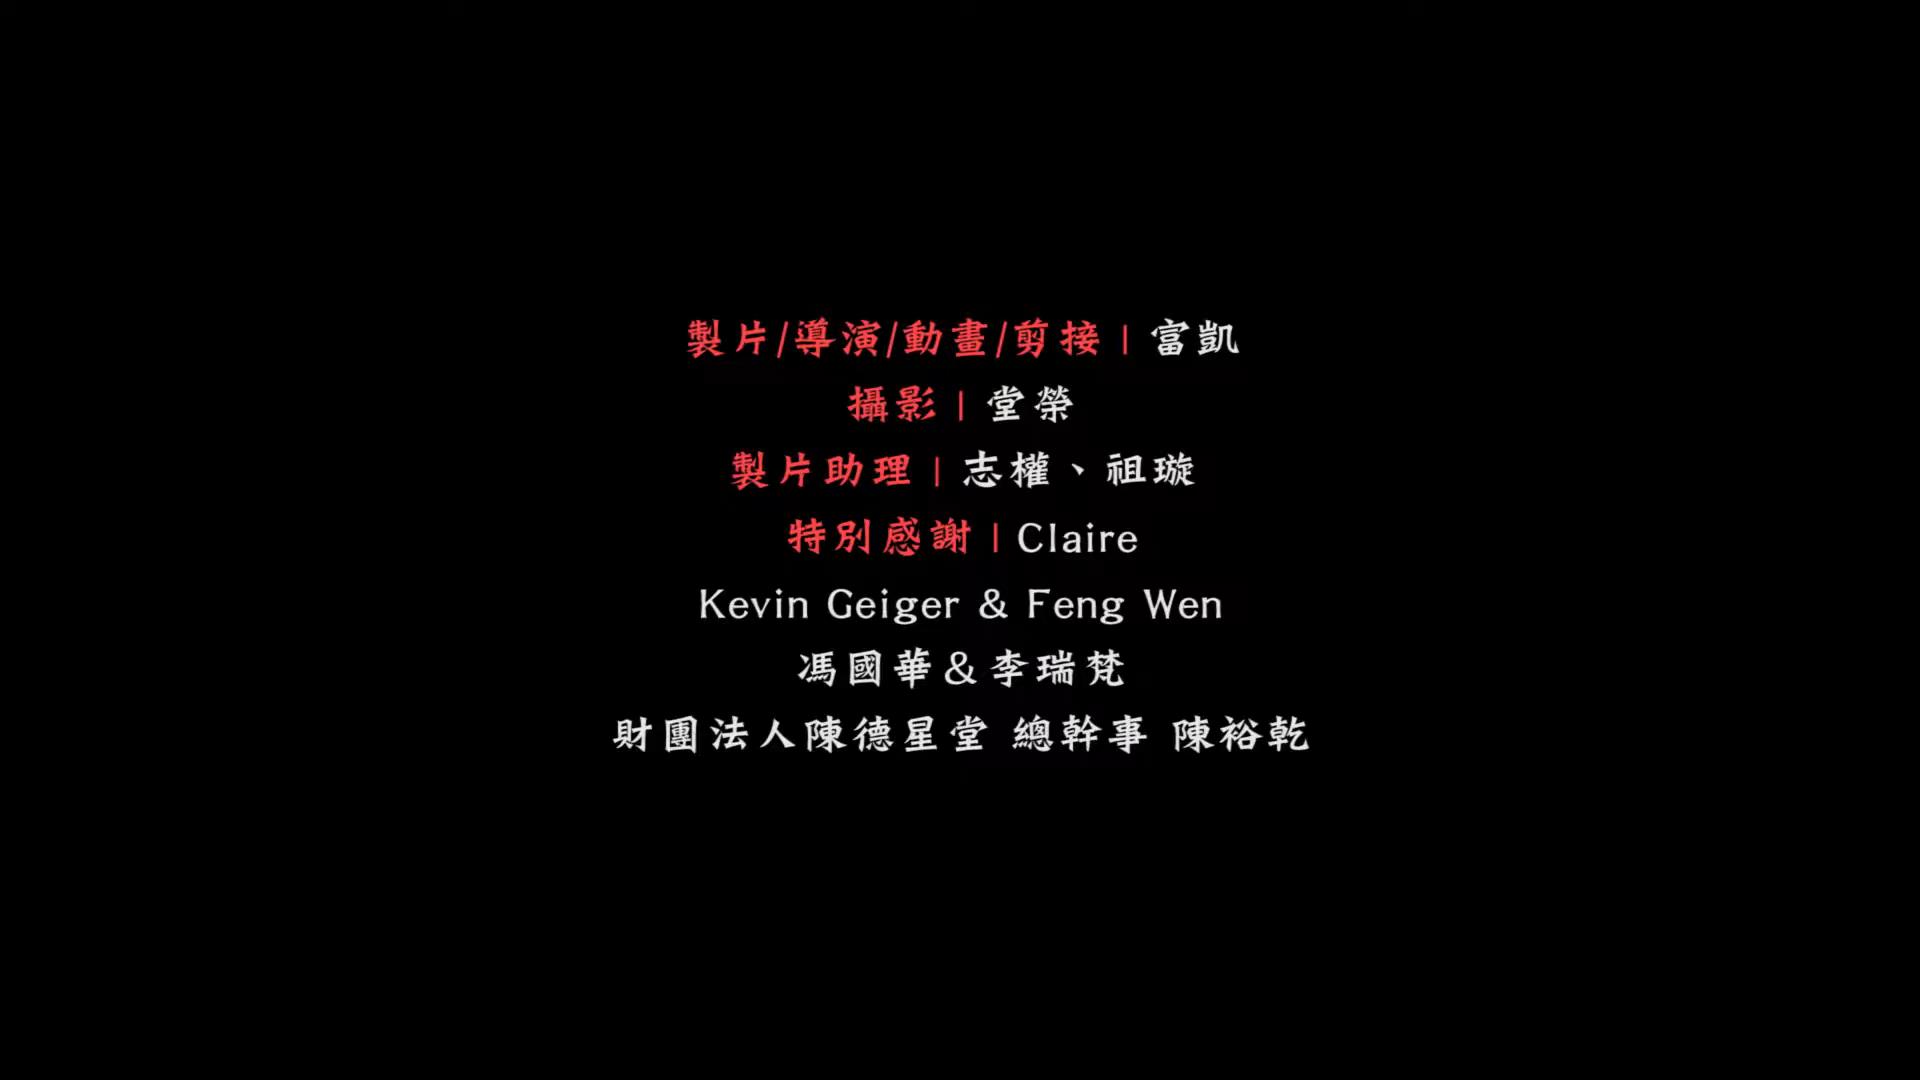 製片/導演/動畫/剪接 | 富凱
攝影 | 堂榮
製片助理 | 志權、祖璇
特別感謝 | Claire
Kevin Geiger & Feng Wen
馮國華&李瑞梵
財團法人陳德星堂 總幹事 陳裕乾